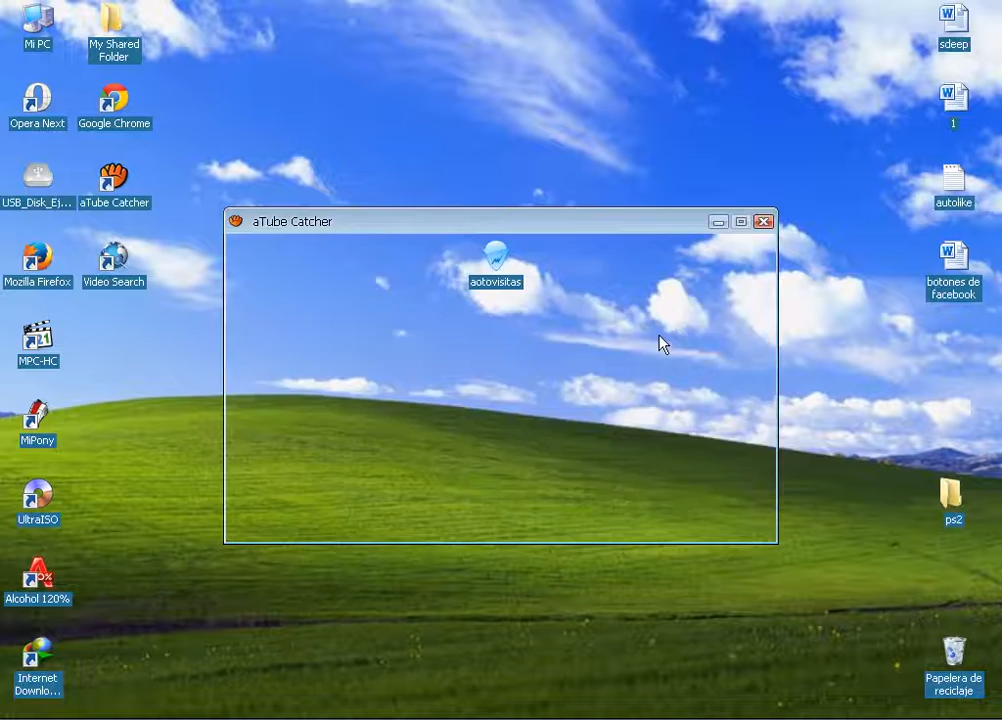 Mi PC
My Shared
Folder
sdeep
Opera Next
Google Chrome
1
USB_Disk_Ej...
aTube Catcher
autolike
aTube Catcher
Mozilla Firefox
Video Search
aotovisitas
botones de
facebook
MPC-HC
21
MiPony
UltraISO
ps2
Alcohol 120%
Internet
Downlo...
Papelera de
reciclaje